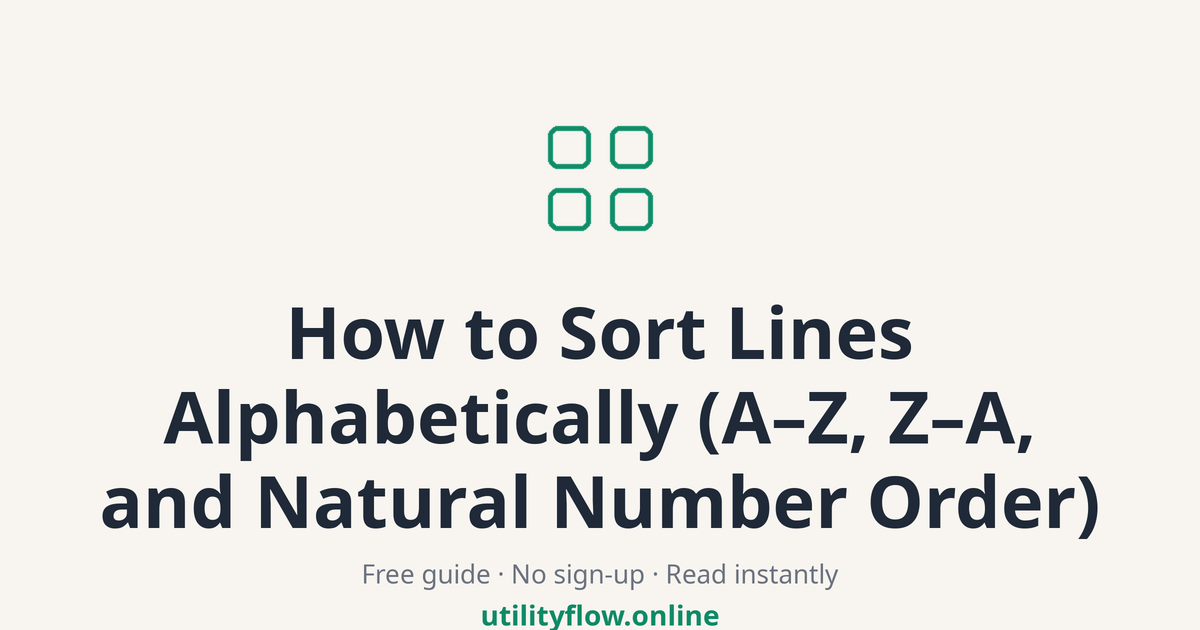 How to Sort Lines
Alphabetically (A–Z, Z–A,
and Natural Number Order)
Free guide · No sign-up · Read instantly
utilityflow.online